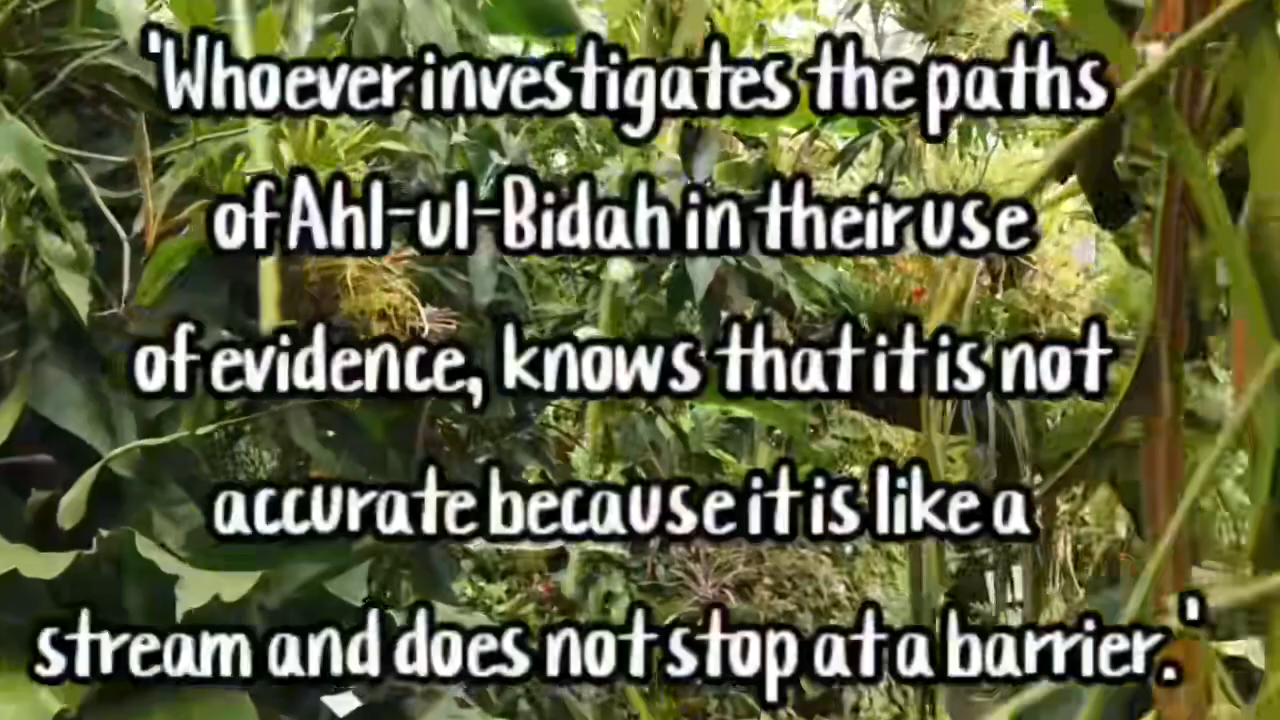 'Whoever investigates the paths
of Ahl-ul-Bidah in their use
of evidence, knows that it is not
accurate because it is like a
stream and does not stop at a barrier.'